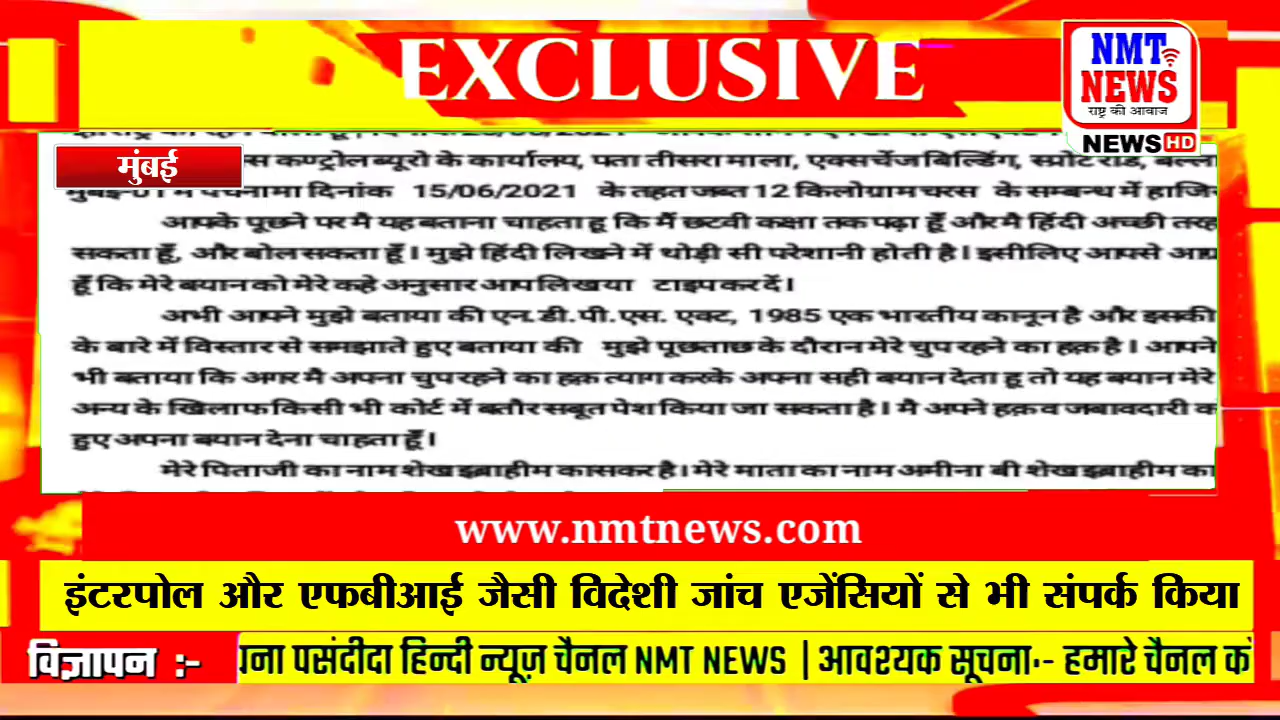 EXCLUSIVE
NMT
NEWS
राष्ट्र की आवाज
NEWS HD
मुंबई
कण्ट्रोल ब्यूरो के कार्यालय, पता तीसरा माला, एक्सचेंज बिल्डिंग, स्प्रोट रोड, बल्ला
दिनांक 15/06/2021 के तहत जब्त 12 किलोग्राम चरस के सम्बन्ध में हाजि
आपके पूछने पर मै यह बताना चाहता हू कि मैं छटवी कक्षा तक पढ़ा हूँ और मै हिंदी अच्छी तरह
सकता हूँ, और बोल सकता हूँ। मुझे हिंदी लिखने में थोड़ी सी परेशानी होती है। इसीलिए आपसे आग्र
हूँ कि मेरे बयान को मेरे कहे अनुसार आप लिख या टाइप कर दें।
अभी आपने मुझे बताया की एन.डी.पी.एस. एक्ट, 1985 एक भारतीय कानून है और इसकी
के बारे में विस्तार से समझाते हुए बताया की मुझे पूछताछ के दौरान मेरे चुप रहने का हक़ है। आपने
भी बताया कि अगर मै अपना चुप रहने का हक़ त्याग करके अपना सही बयान देता हू तो यह बयान मेरे
अन्य के खिलाफ किसी भी कोर्ट में बतौर सबूत पेश किया जा सकता है। मै अपने हक़ व जबावदारी क
हुए अपना बयान देना चाहता हूँ।
मेरे पिताजी का नाम शेख इब्राहीम कासकर है। मेरे माता का नाम अमीना बी शेख इब्राहीम का
www.nmtnews.com
इंटरपोल और एफबीआई जैसी विदेशी जांच एजेंसियों से भी संपर्क किया
विज्ञापन :- पना पसंदीदा हिन्दी न्यूज़ चैनल NMT NEWS | आवश्यक सूचना:- हमारे चैनल को